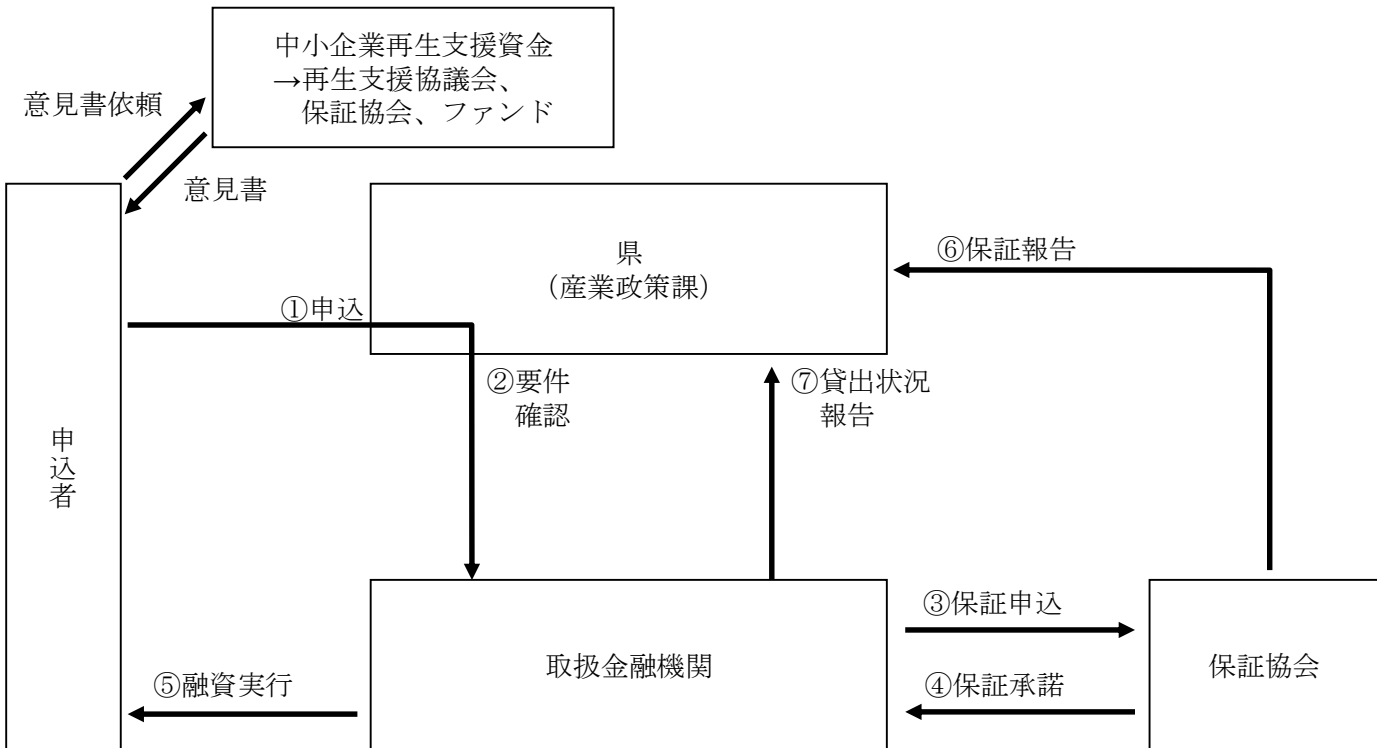 中小企業再生支援資金
→再生支援協議会、
保証協会、ファンド
意見書依頼
意見書
県
（産業政策課）
⑥保証報告
①申込
②要件
確認
⑦貸出状況
報告
申込者
③保証申込
取扱金融機関
保証協会
⑤融資実行
④保証承諾